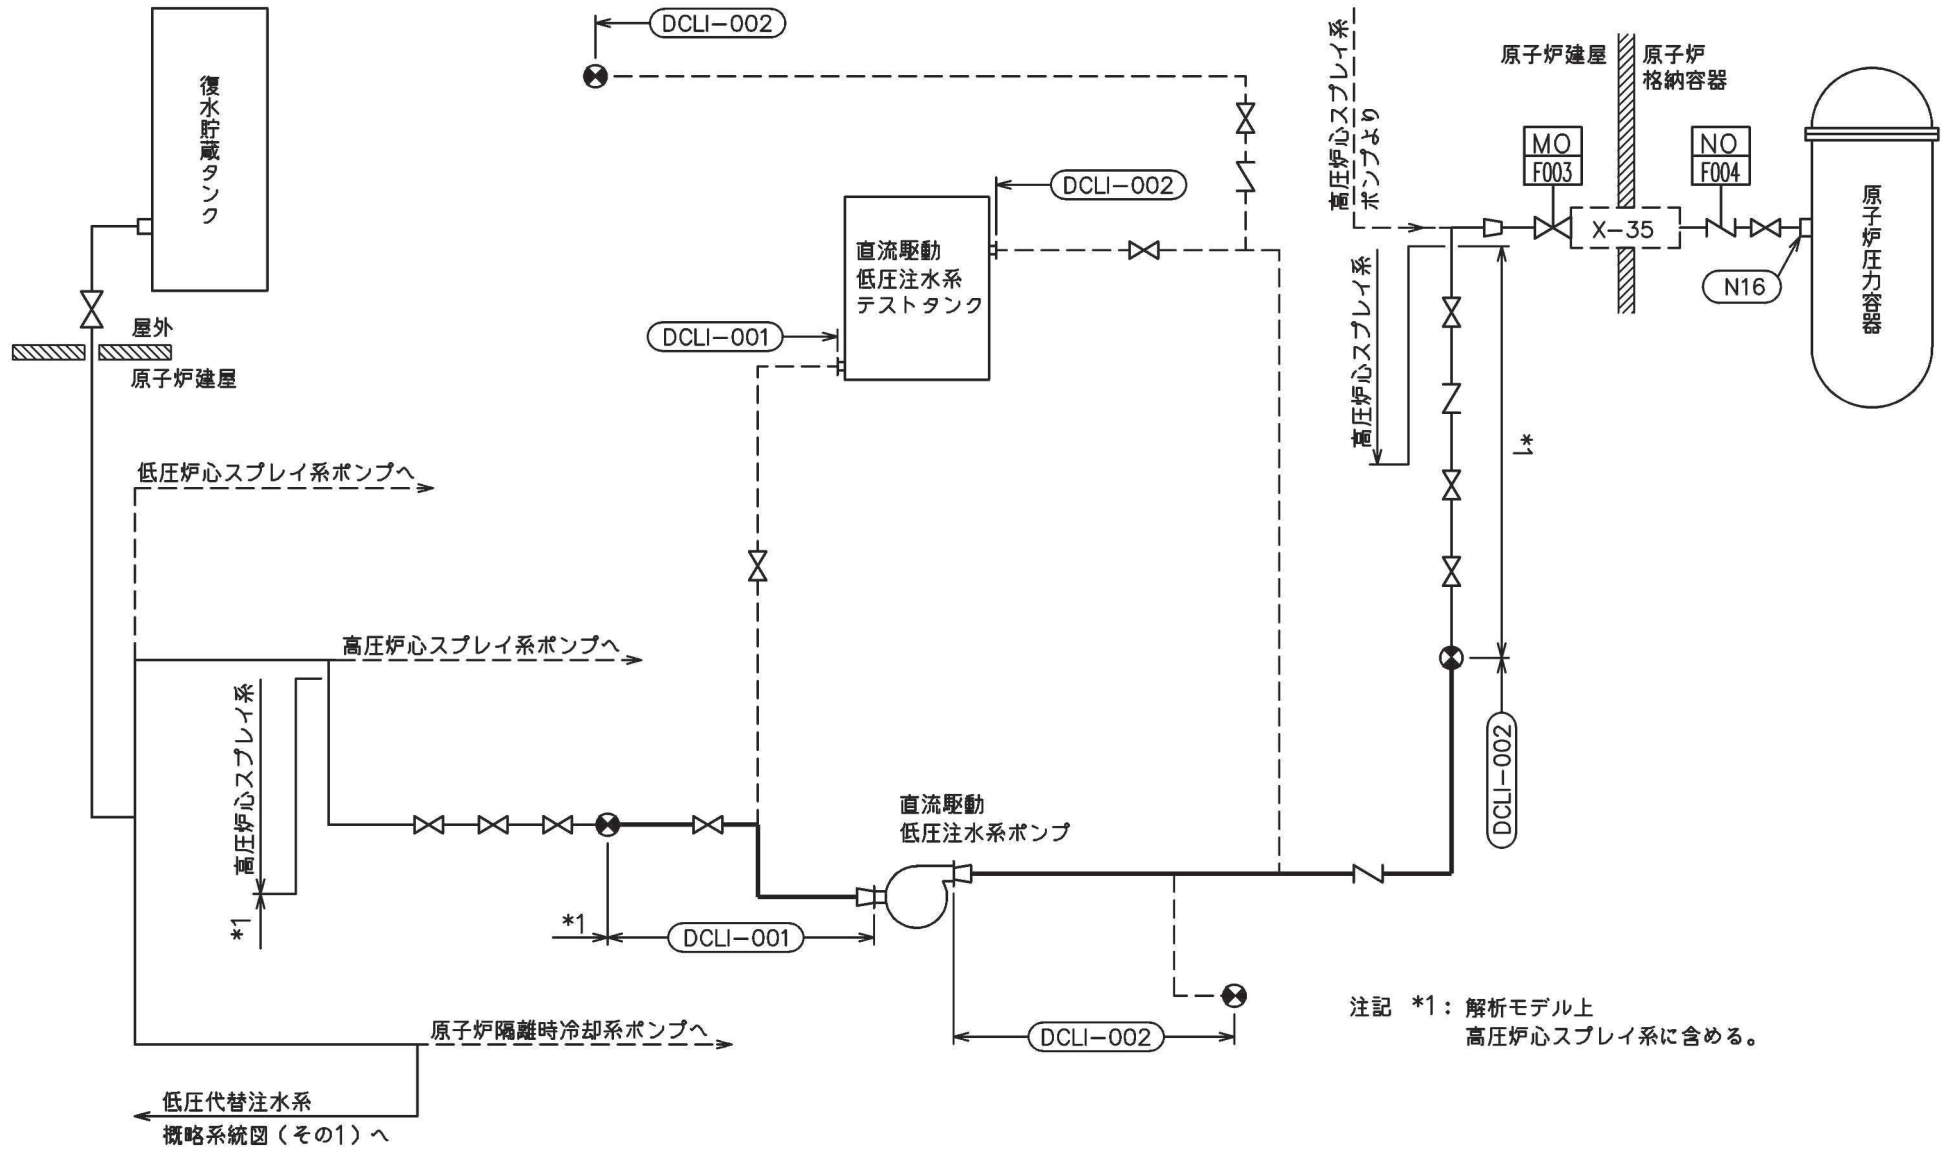 DCLI-002
復水貯蔵タンク
高圧炉心スプレイ系
ポンプより
原子炉建屋
原子炉
格納容器
MO
F003
NO
F004
X-35
N16
原子炉圧力容器
DCLI-002
直流駆動
低圧注水系
テストタンク
DCLI-001
屋外
原子炉建屋
高圧炉心スプレイ系
*1
低圧炉心スプレイ系ポンプへ
高圧炉心スプレイ系ポンプへ
高圧炉心スプレイ系
*1
DCLI-002
直流駆動
低圧注水系ポンプ
*1
DCLI-001
DCLI-002
原子炉隔離時冷却系ポンプへ
低圧代替注水系
概略系統図(その1)へ
注記 *1: 解析モデル上
高圧炉心スプレイ系に含める。